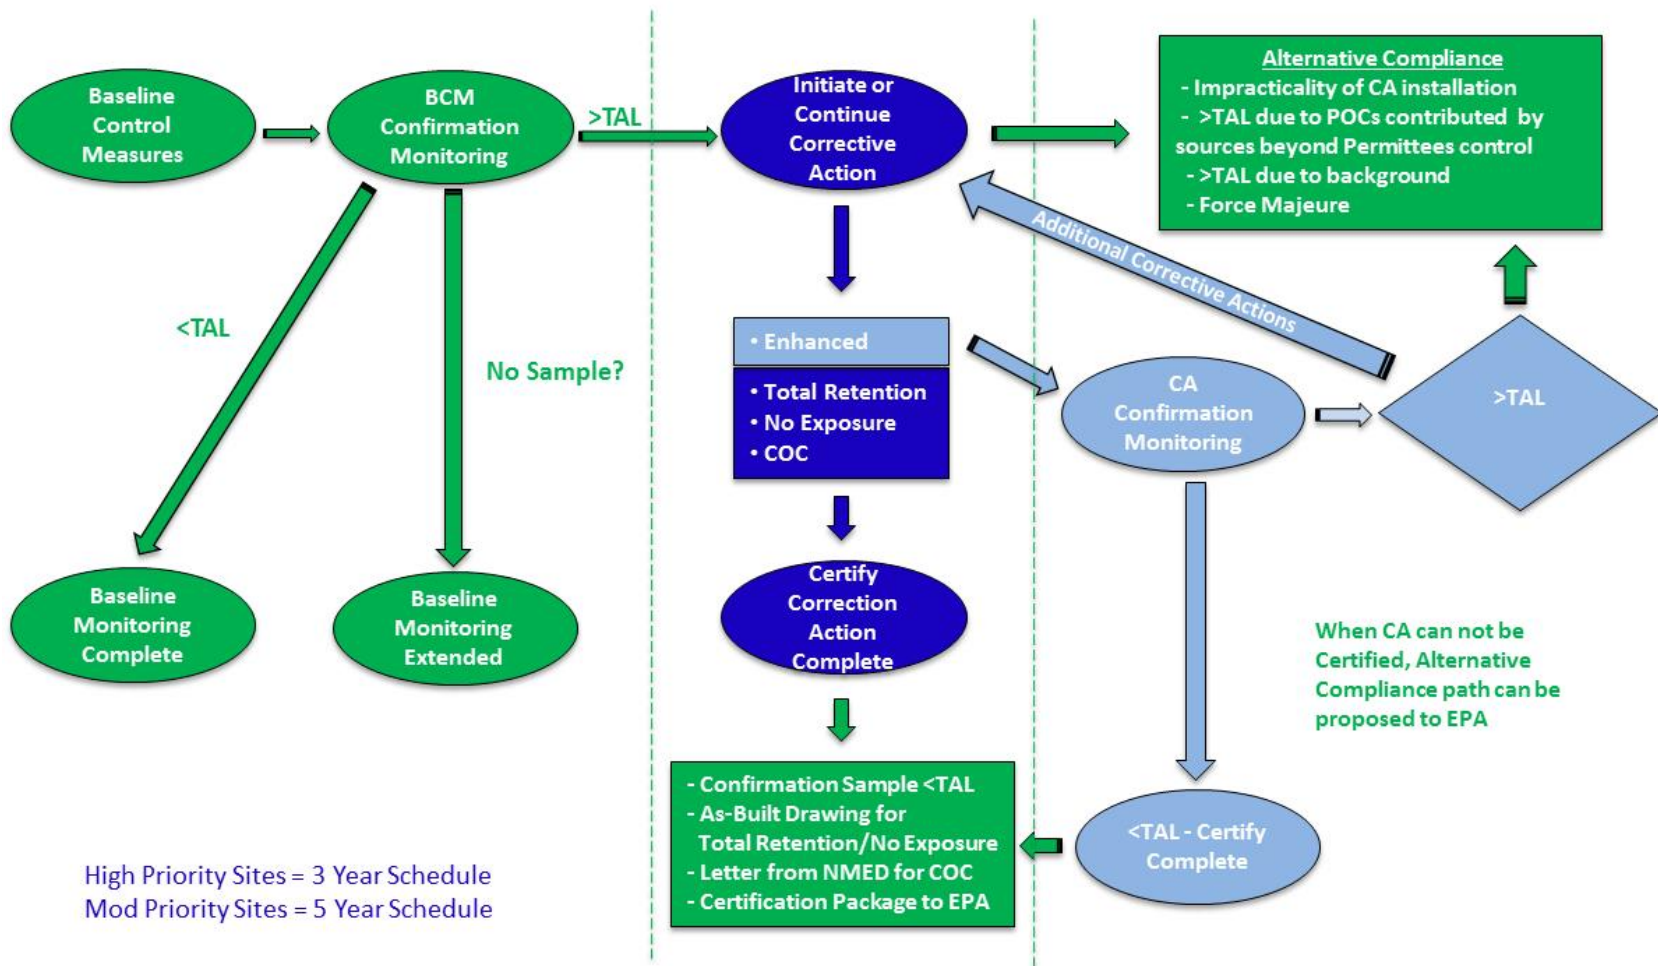 Baseline
Control
Measures
BCM
Confirmation
Monitoring
>TAL
Initiate or
Continue
Corrective
Action
Alternative Compliance
- Impracticality of CA installation
- >TAL due to POCs contributed by
sources beyond Permittees control
- >TAL due to background
- Force Majeure
Additional Corrective Actions
<TAL
No Sample?
• Enhanced
• Total Retention
• No Exposure
• COC
CA
Confirmation
Monitoring
>TAL
Baseline
Monitoring
Complete
Baseline
Monitoring
Extended
Certify
Correction
Action
Complete
When CA can not be
Certified, Alternative
Compliance path can be
proposed to EPA
- Confirmation Sample <TAL
- As-Built Drawing for
Total Retention/No Exposure
- Letter from NMED for COC
- Certification Package to EPA
<TAL - Certify
Complete
High Priority Sites = 3 Year Schedule
Mod Priority Sites = 5 Year Schedule